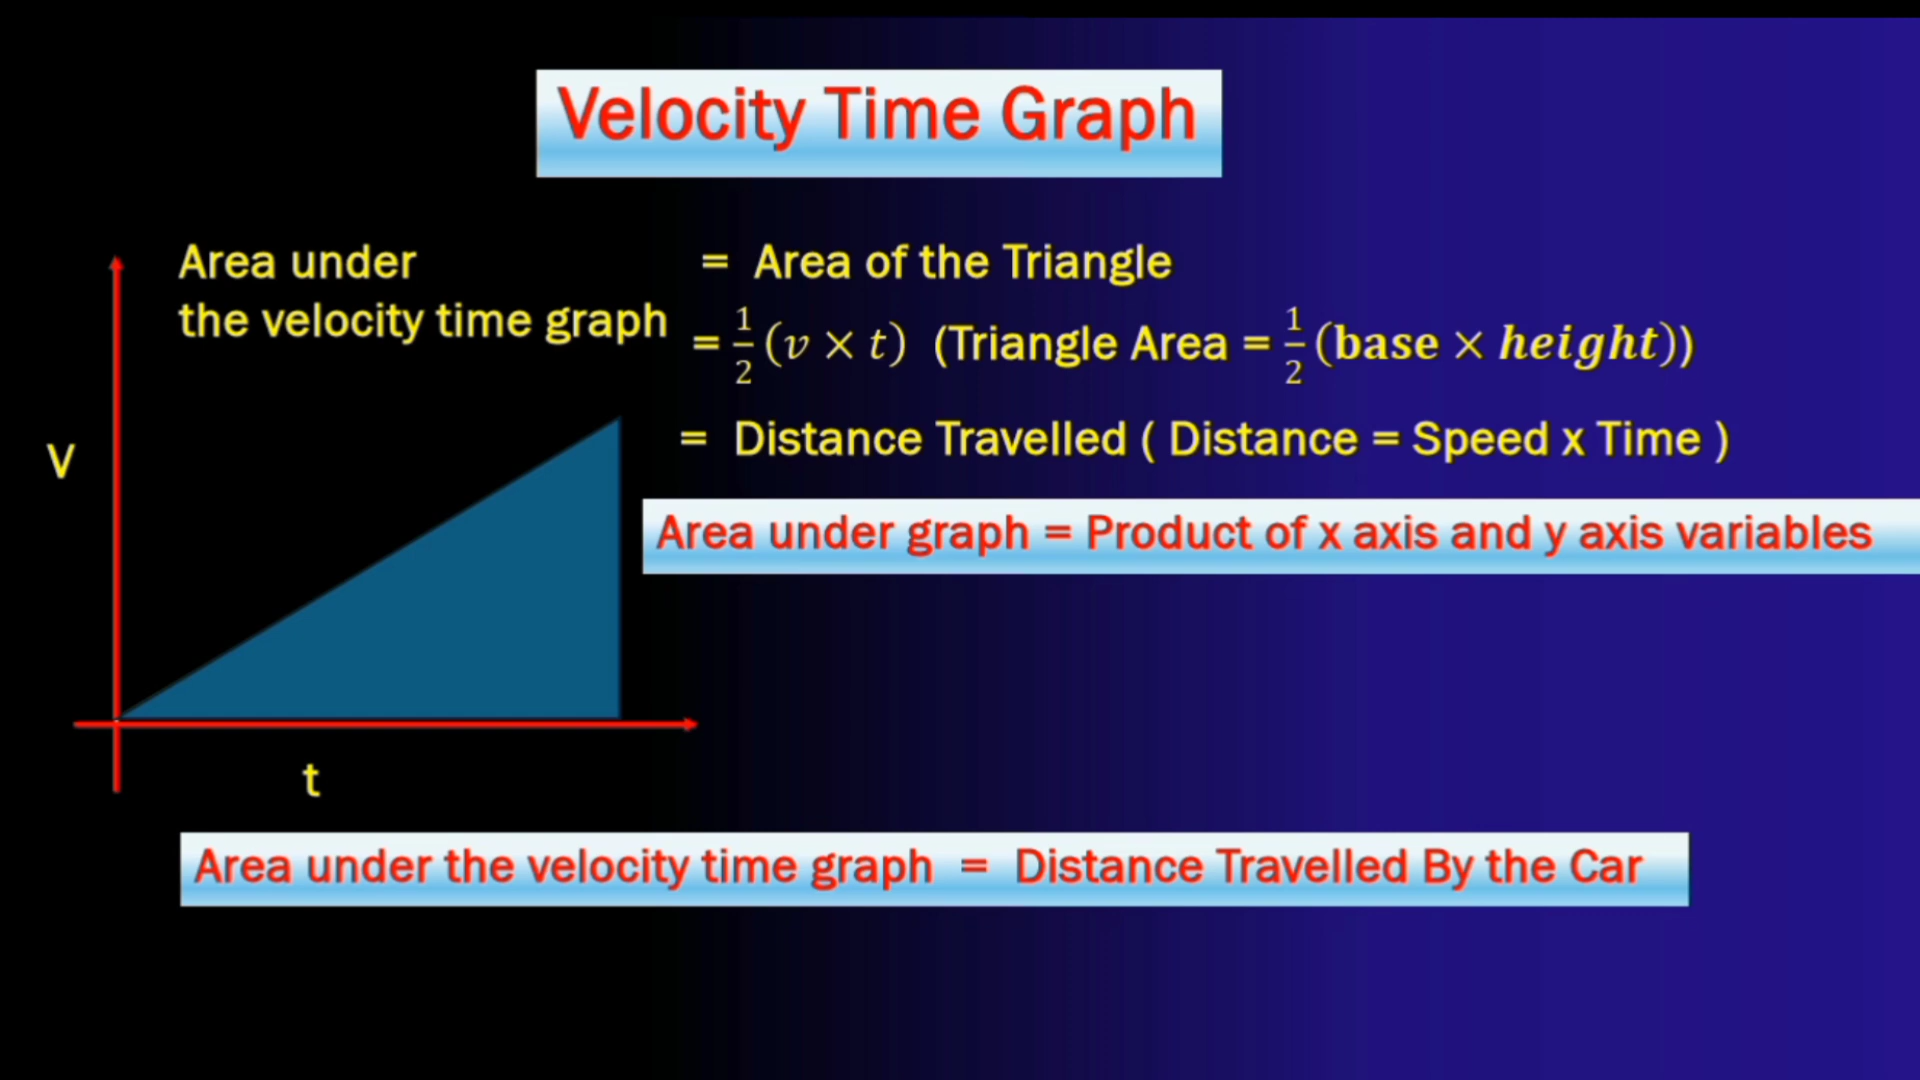 Velocity Time Graph
Area under
the velocity time graph
= Area of the Triangle
= \frac{1}{2} (v × t) (Triangle Area = \frac{1}{2} (base × height))
= Distance Travelled ( Distance = Speed x Time )
V
Area under graph = Product of x axis and y axis variables
t
Area under the velocity time graph = Distance Travelled By the Car